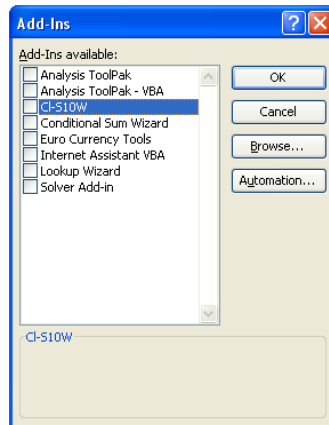 Add-Ins
Add-Ins available:
Analysis ToolPak
Analysis ToolPak - VBA
Cl-S10W
Conditional Sum Wizard
Euro Currency Tools
Internet Assistant VBA
Lookup Wizard
Solver Add-in
OK
Cancel
Browse...
Automation...
Cl-S10W